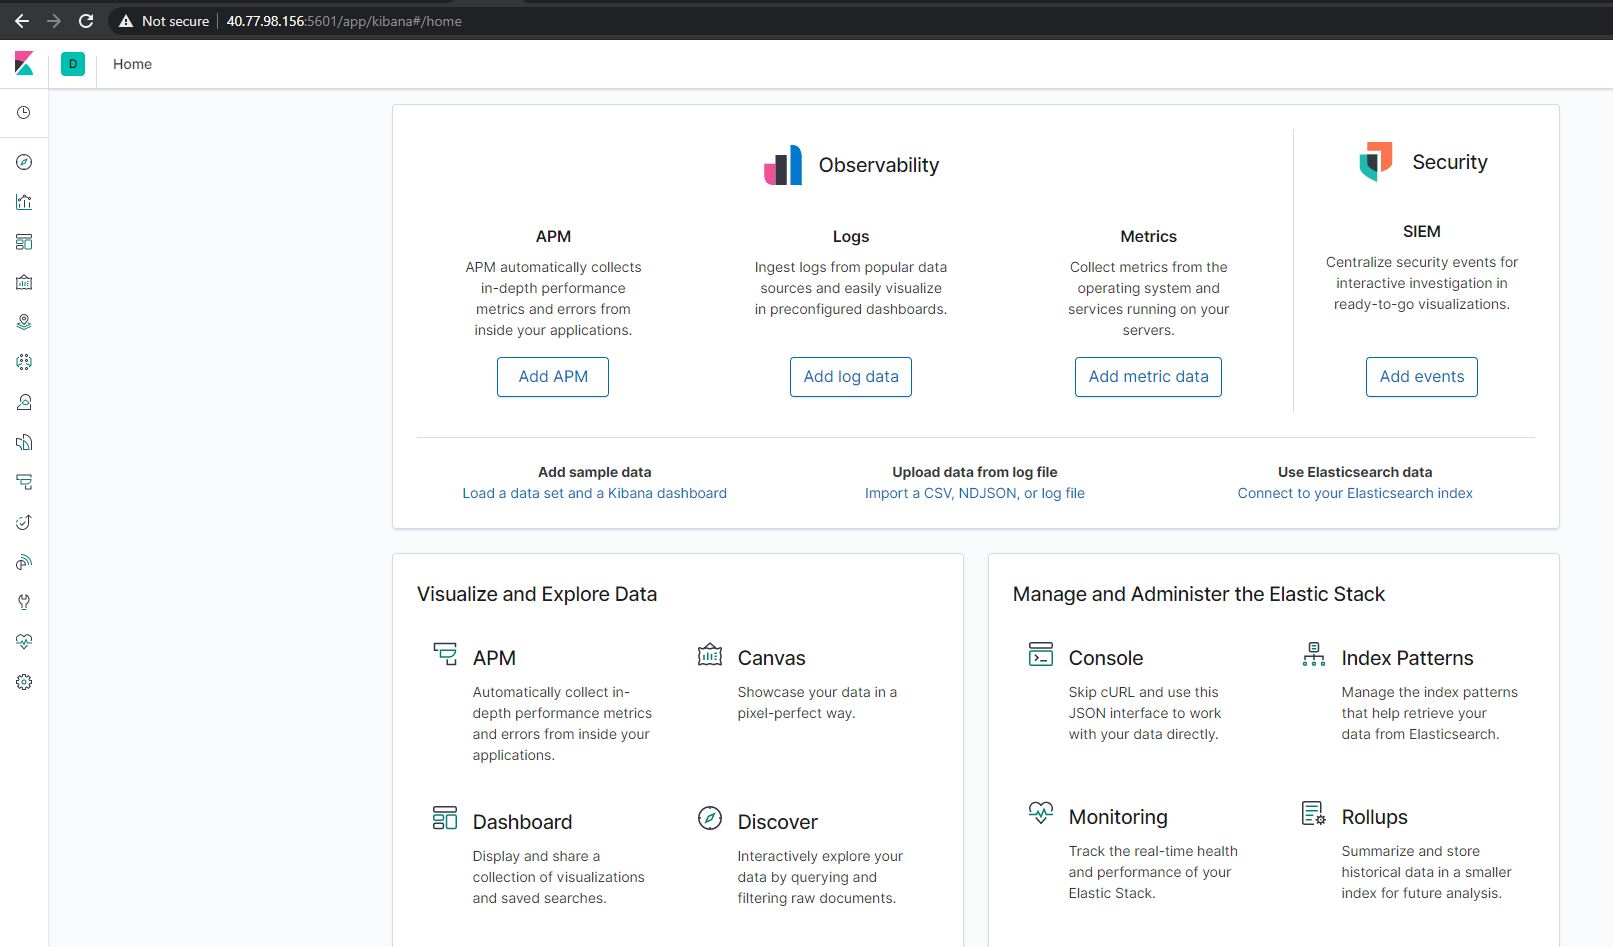 Not secure
40.77.98.156:5601/app/kibana#/home
D
Home
Observability
APM
APM automatically collects
in-depth performance
metrics and errors from
inside your applications.
Add APM
Logs
Ingest logs from popular data
sources and easily visualize
in preconfigured dashboards.
Add log data
Metrics
Collect metrics from the
operating system and
services running on your
servers.
Add metric data
Security
SIEM
Centralize security events for
interactive investigation in
ready-to-go visualizations.
Add events
Add sample data
Load a data set and a Kibana dashboard
Upload data from log file
Import a CSV, NDJSON, or log file
Use Elasticsearch data
Connect to your Elasticsearch index
Visualize and Explore Data
APM
Automatically collect in-
depth performance metrics
and errors from inside your
applications.
Canvas
Showcase your data in a
pixel-perfect way.
Dashboard
Display and share a
collection of visualizations
and saved searches.
Discover
Interactively explore your
data by querying and
filtering raw documents.
Manage and Administer the Elastic Stack
Console
Skip cURL and use this
JSON interface to work
with your data directly.
Index Patterns
Manage the index patterns
that help retrieve your
data from Elasticsearch.
Monitoring
Track the real-time health
and performance of your
Elastic Stack.
Rollups
Summarize and store
historical data in a smaller
index for future analysis.